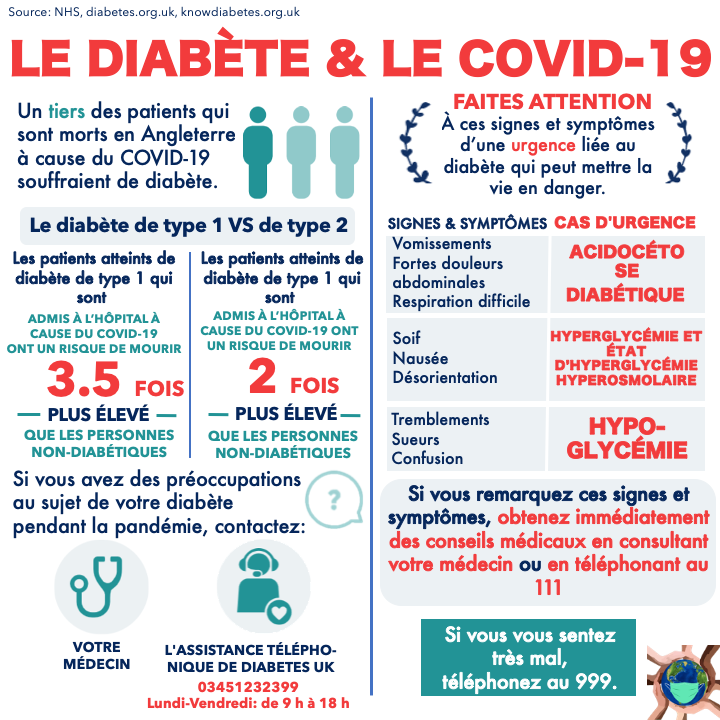 Source: NHS, diabetes.org.uk, knowdiabetes.org.uk
LE DIABÈTE & LE COVID-19
Un tiers des patients qui
sont morts en Angleterre
à cause du COVID-19
souffraient de diabète.
Le diabète de type 1 VS de type 2
Les patients atteints de
diabète de type 1 qui
sont
ADMIS À L'HÔPITAL À
CAUSE DU COVID-19
ONT UN RISQUE DE MOURIR
3.5 FOIS
PLUS ÉLEVÉ
QUE LES PERSONNES
NON-DIABÉTIQUES
Les patients atteints de
diabète de type 1 qui
sont
ADMIS À L'HÔPITAL À
CAUSE DU COVID-19 ONT
UN RISQUE DE MOURIR
2 FOIS
PLUS ÉLEVÉ
QUE LES PERSONNES
NON-DIABÉTIQUES
Si vous avez des préoccupations
au sujet de votre diabète
pendant la pandémie, contactez:
?
VOTRE
MÉDECIN
L'ASSISTANCE TÉLÉPHO-
NIQUE DE DIABETES UK
03451232399
Lundi-Vendredi: de 9 h à 18 h
FAITES ATTENTION
À ces signes et symptômes
d'une urgence liée au
diabète qui peut mettre la
vie en danger.
SIGNES & SYMPTÔMES CAS D'URGENCE
Vomissements
Fortes douleurs
abdominales
Respiration difficile
ACIDOCÉTO
SE
DIABÉTIQUE
Soif
Nausée
Désorientation
HYPERGLYCÉMIE ET
ÉTAT
D'HYPERGLYCÉMIE
HYPEROSMOLAIRE
Tremblements
Sueurs
Confusion
HYPO-
GLYCÉMIE
Si vous remarquez ces signes et
symptômes, obtenez immédiatement
des conseils médicaux en consultant
votre médecin ou en téléphonant au
111
Si vous vous sentez
très mal,
téléphonez au 999.